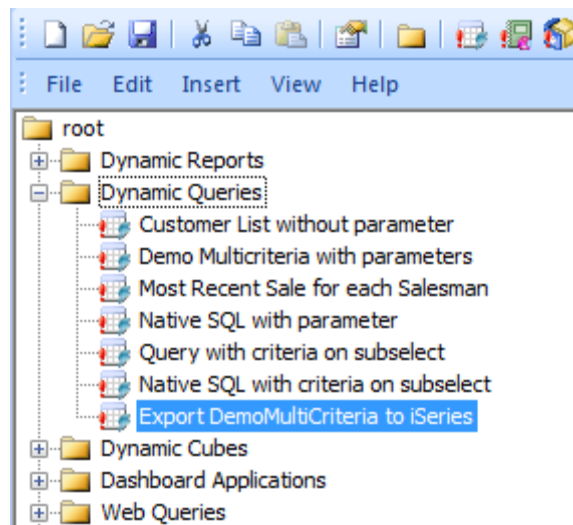 File Edit Insert View Help
root
Dynamic Reports
Dynamic Queries
Customer List without parameter
Demo Multicriteria with parameters
Most Recent Sale for each Salesman
Native SQL with parameter
Query with criteria on subselect
Native SQL with criteria on subselect
Export DemoMultiCriteria to iSeries
Dynamic Cubes
Dashboard Applications
Web Queries